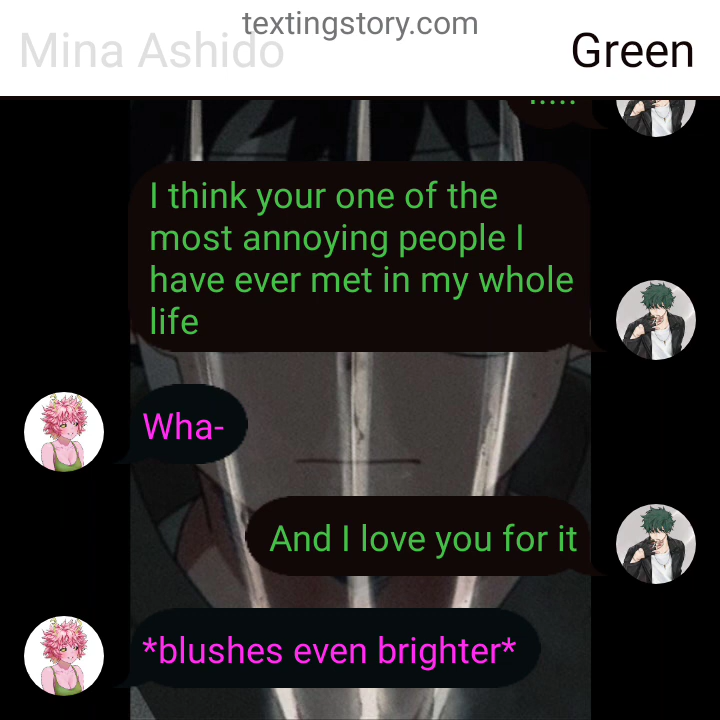 textingstory.com
Mina Ashido
Green
.....
I think your one of the
most annoying people I
have ever met in my whole
life
Wha-
And I love you for it
*blushes even brighter*